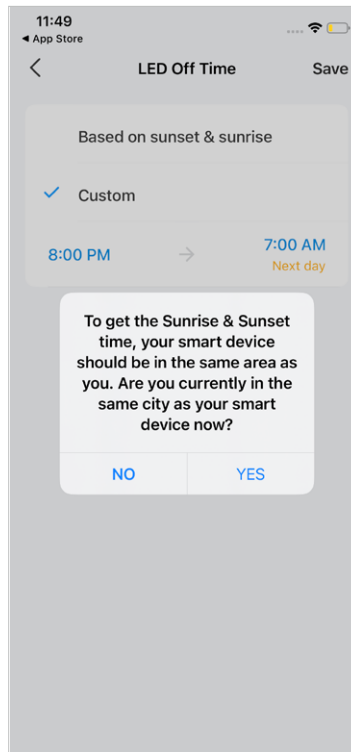 11:49
◀ App Store
LED Off Time
Save
Based on sunset & sunrise
Custom
8:00 PM
7:00 AM
Next day
To get the Sunrise & Sunset
time, your smart device
should be in the same area as
you. Are you currently in the
same city as your smart
device now?
NO
YES